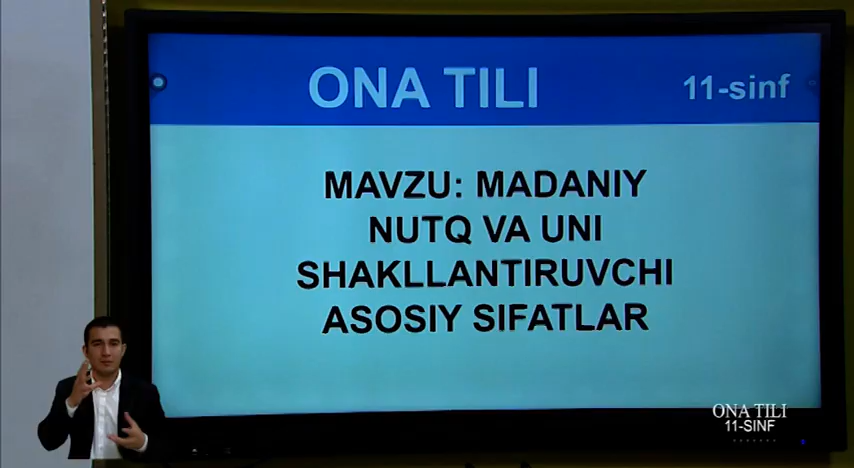 ONA TILI
11-sinf
MAVZU: MADANIY
NUTQ VA UNI
SHAKLLANTIRUVCHI
ASOSIY SIFATLAR
ONA TILI
11-SINF